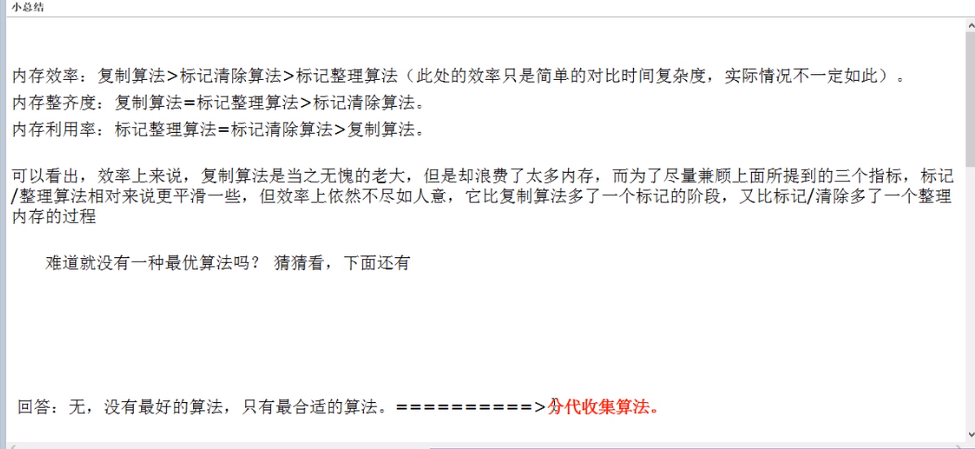 小总结
内存效率：复制算法>标记清除算法>标记整理算法（此处的效率只是简单的对比时间复杂度，实际情况不一定如此）。
内存整齐度：复制算法=标记整理算法>标记清除算法。
内存利用率：标记整理算法=标记清除算法>复制算法。
可以看出，效率上来说，复制算法是当之无愧的老大，但是却浪费了太多内存，而为了尽量兼顾上面所提到的三个指标，标记
/整理算法相对来说更平滑一些，但效率上依然不尽如人意，它比复制算法多了一个标记的阶段，又比标记/清除多了一个整理
内存的过程
难道就没有一种最优算法吗？ 猜猜看，下面还有
回答：无，没有最好的算法，只有最合适的算法。==========>分代收集算法。